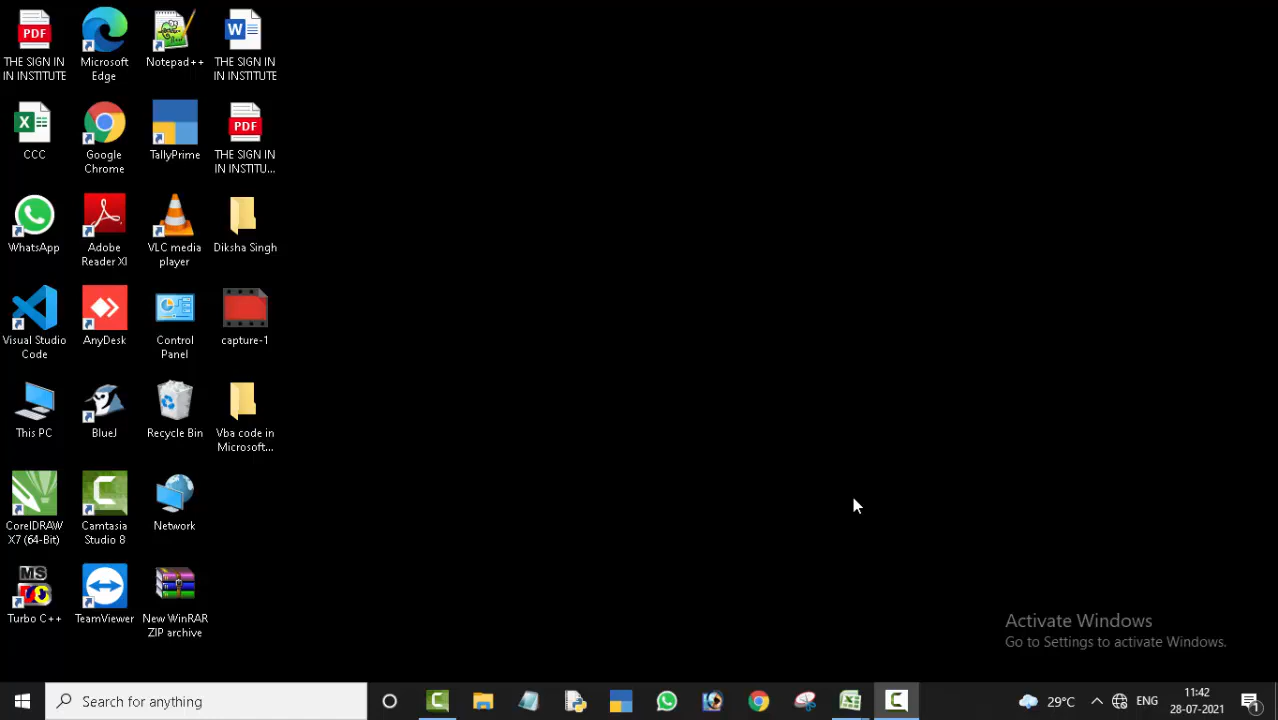 THE SIGN IN
IN INSTITUTE
Microsoft
Edge
Notepad++
THE SIGN IN
IN INSTITUTE
CCC
Google
Chrome
TallyPrime
THE SIGN IN
IN INSTITU...
WhatsApp
Adobe
Reader XI
VLC media
player
Diksha Singh
Visual Studio
Code
AnyDesk
Control
Panel
capture-1
This PC
BlueJ
Recycle Bin
Vba code in
Microsoft...
CorelDRAW
X7 (64-Bit)
Camtasia
Studio 8
Network
Turbo C++
TeamViewer
New WinRAR
ZIP archive
PDF
PDF
MS
Activate Windows
Go to Settings to activate Windows.
Search for anything
29°C
ENG
11:42
28-07-2021
1